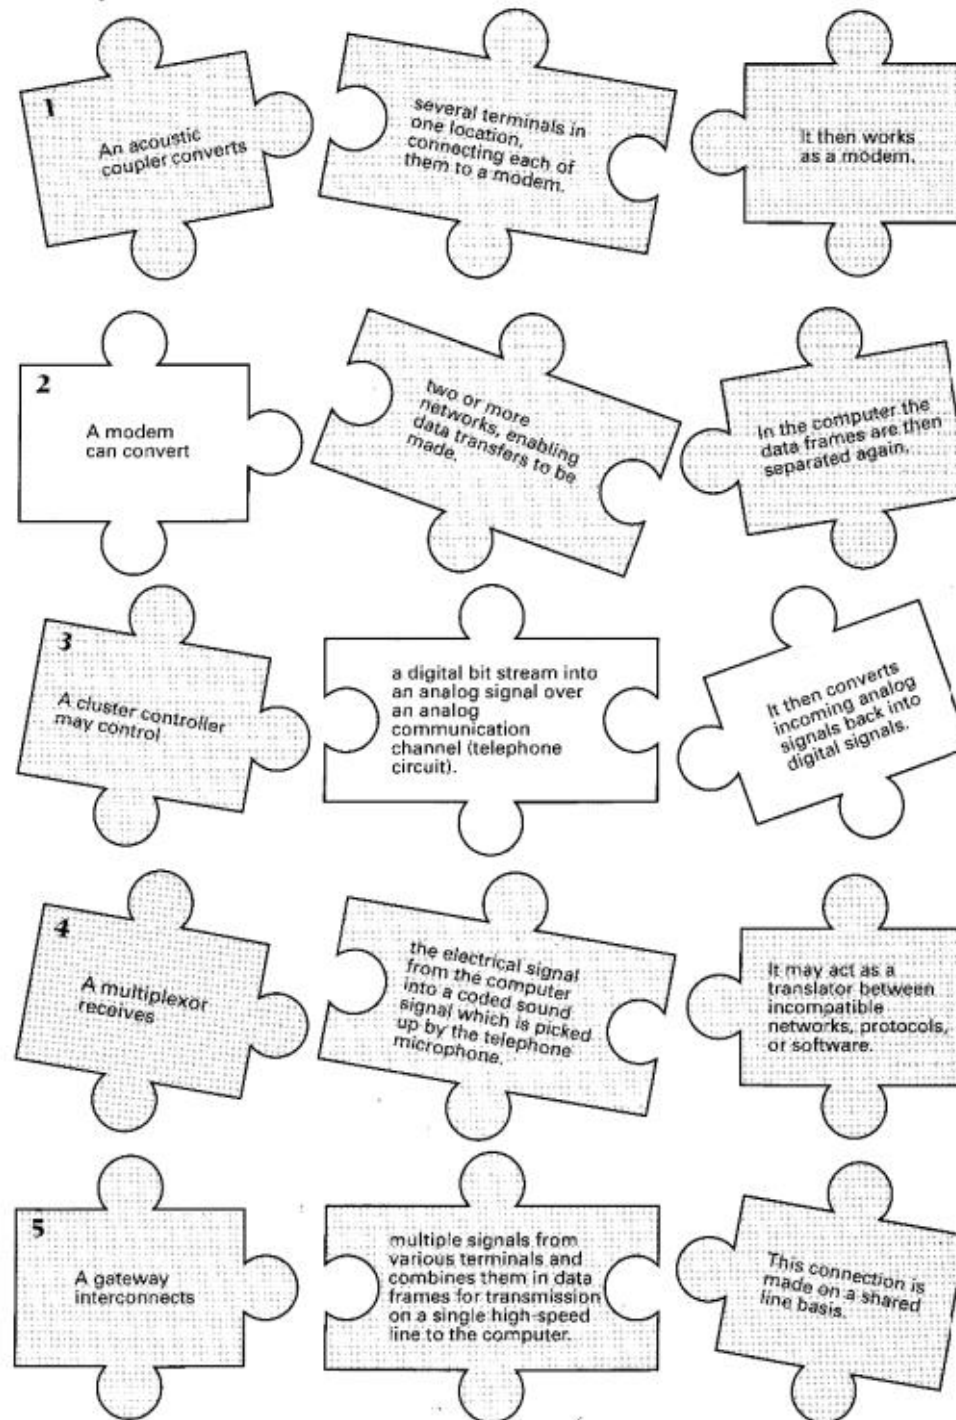 1
An acoustic
coupler converts
several terminals in
one location,
connecting each of
them to a modem.
It then works
as a modem.
2
A modem
can convert
two or more
networks, enabling
data transfers to be
made.
In the computer the
data frames are then
separated again.
3
A cluster controller
may control
a digital bit stream into
an analog signal over
an analog
communication
channel (telephone
circuit).
It then converts
incoming analog
signals back into
digital signals.
4
A multiplexor
receives
the electrical signal
from the computer
into a coded sound
signal which is picked
up by the telephone
microphone.
It may act as a
translator between
incompatible
networks, protocols,
or software.
5
A gateway
interconnects
multiple signals from
various terminals and
combines them in data
frames for transmission
on a single high-speed
line to the computer.
This connection is
made on a shared
line basis.